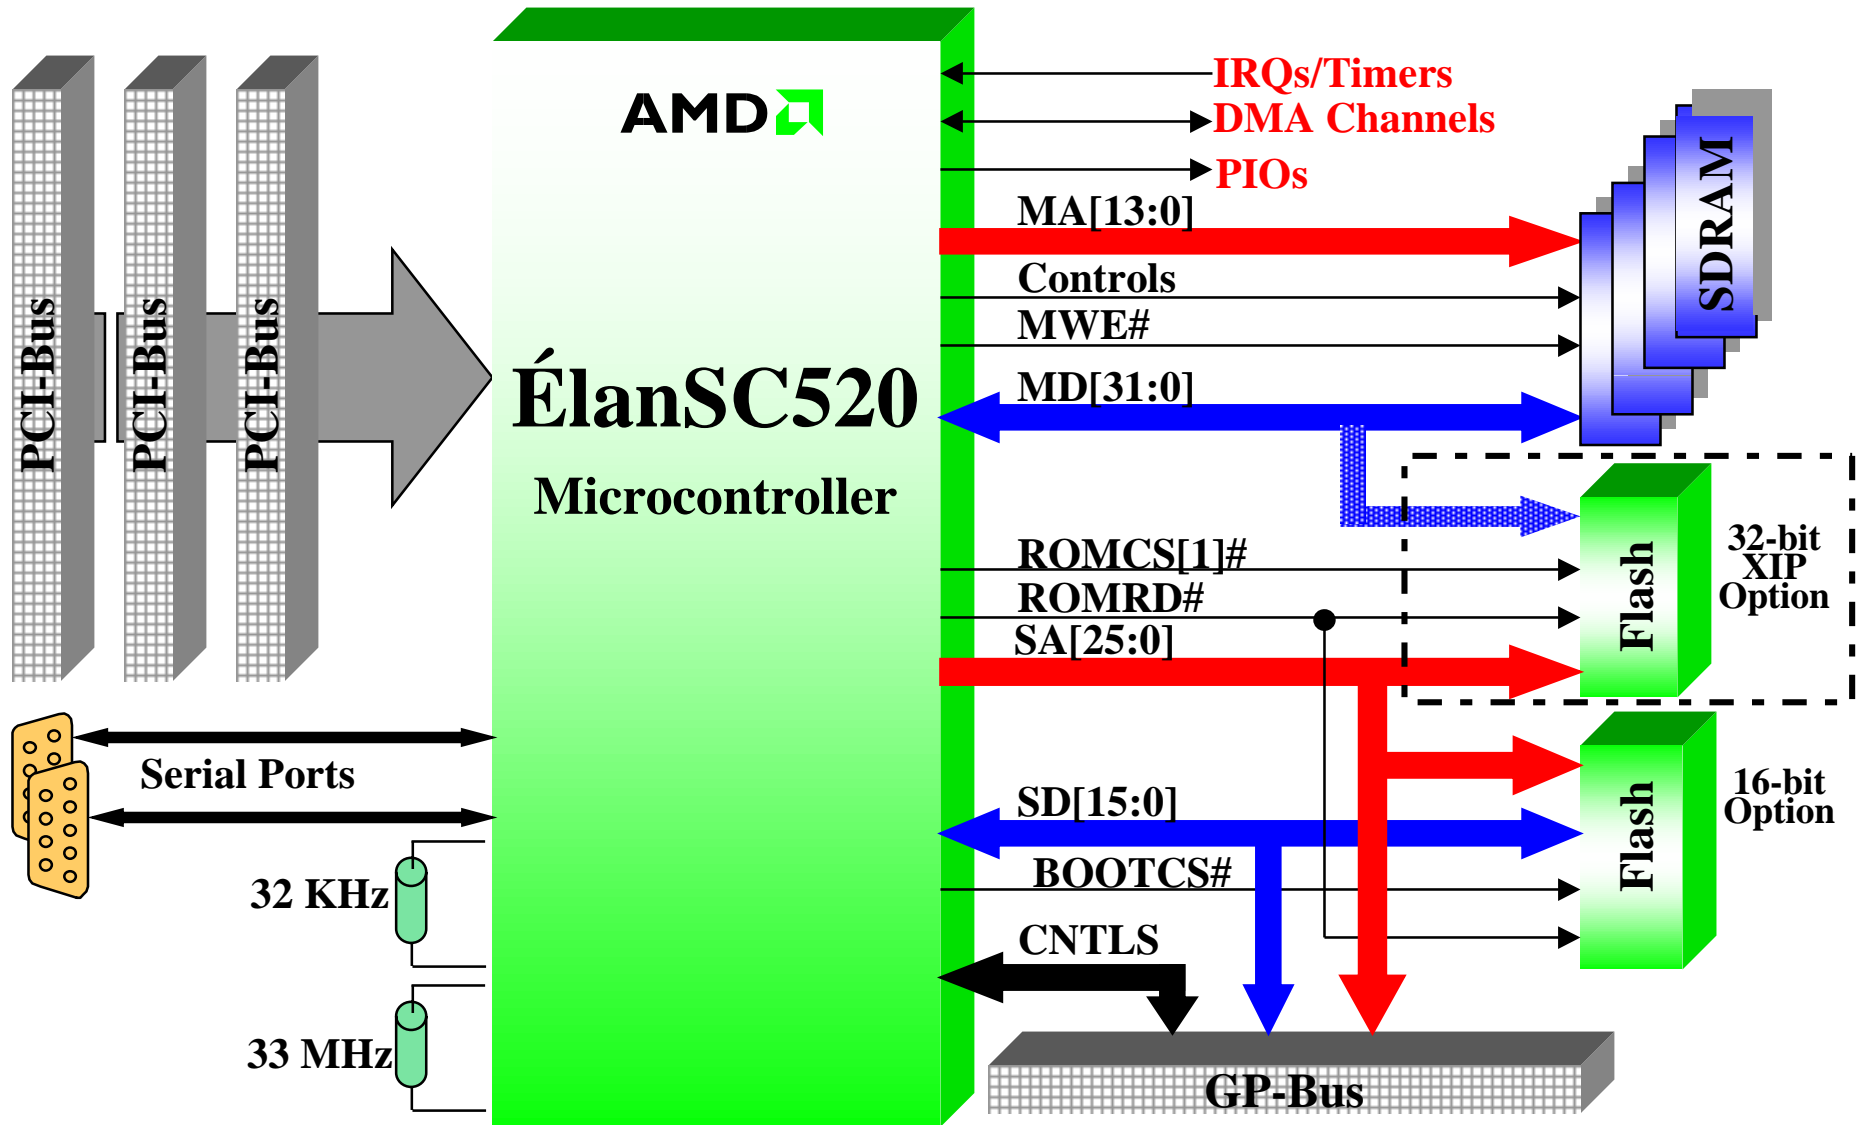 PCI-Bus
PCI-Bus
PCI-Bus
AMD
ÉlanSC520
Microcontroller
IRQs/Timers
DMA Channels
PIOs
MA[13:0]
Controls
MWE#
MD[31:0]
SDRAM
ROMCS[1]#
ROMRD#
SA[25:0]
Flash
32-bit
XIP
Option
Serial Ports
SD[15:0]
BOOTCS#
CNTLS
Flash
16-bit
Option
32 KHz
33 MHz
GP-Bus